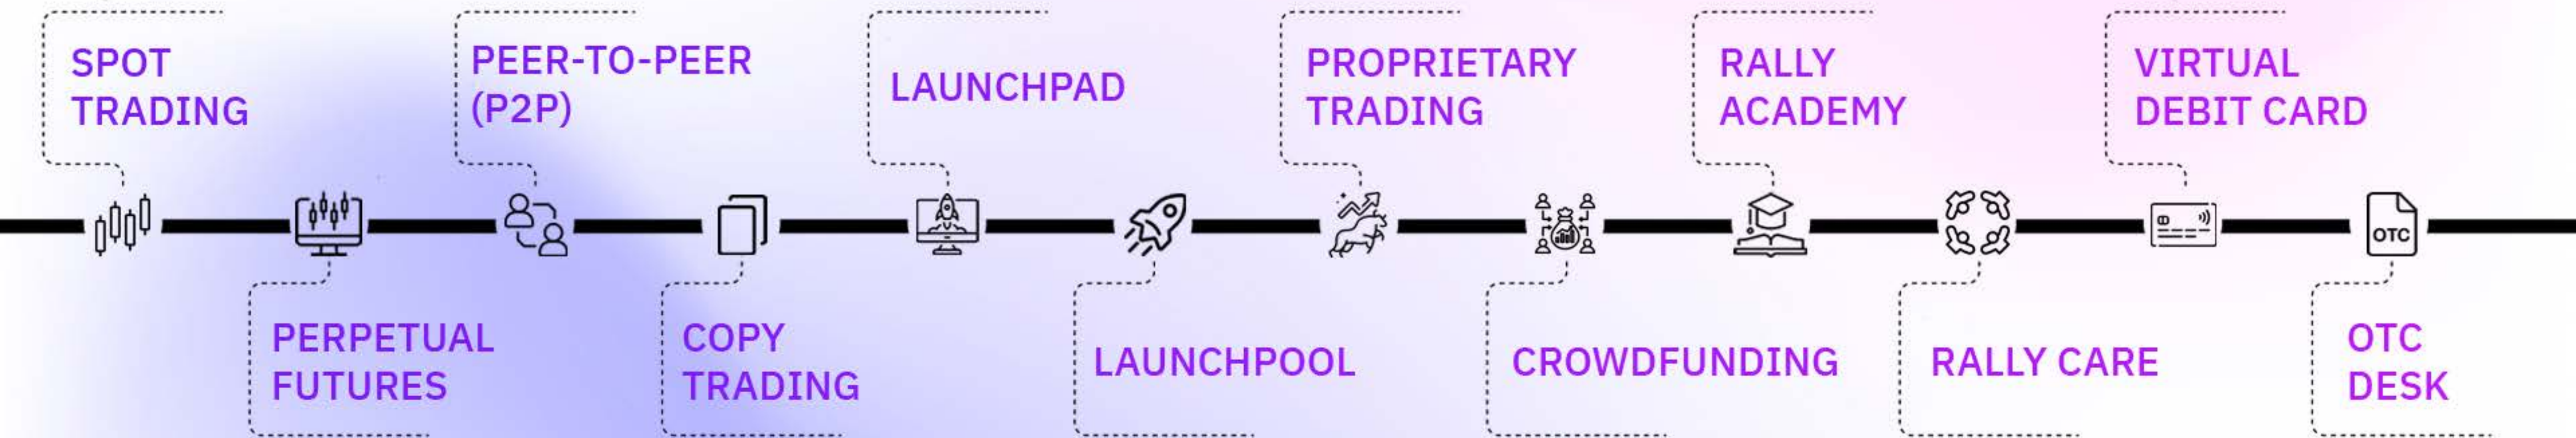 SPOT
TRADING
PEER-TO-PEER
(P2P)
LAUNCHPAD
PROPRIETARY
TRADING
RALLY
ACADEMY
VIRTUAL
DEBIT CARD
OTC
PERPETUAL
FUTURES
COPY
TRADING
LAUNCHPOOL
CROWDFUNDING
RALLY CARE
OTC
DESK